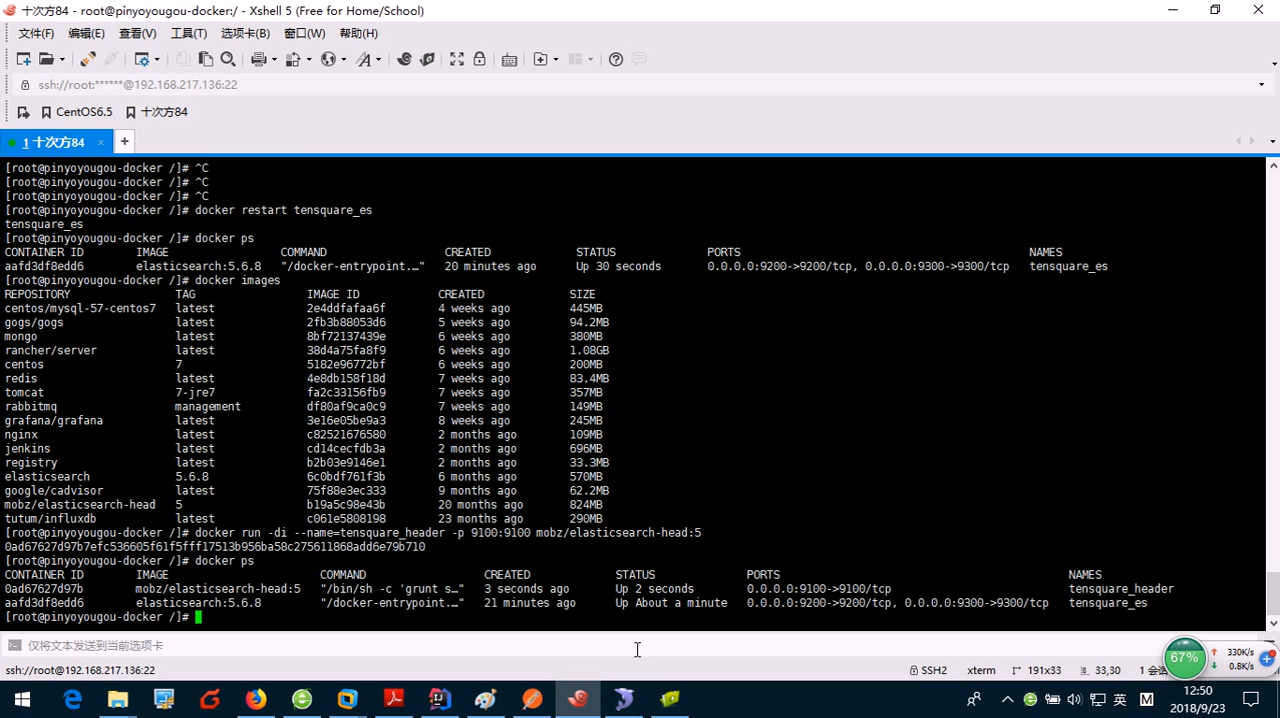 十次方84 - root@pinyoyougou-docker:/ - Xshell 5 (Free for Home/School)
文件(F) 编辑(E) 查看(V) 工具(T) 选项卡(B) 窗口(W) 帮助(H)
ssh://root:******@192.168.217.136:22
CentOS6.5 十次方84
1 十次方84 × +
[root@pinyoyougou-docker /]# ^C
[root@pinyoyougou-docker /]# ^C
[root@pinyoyougou-docker /]# ^C
[root@pinyoyougou-docker /]# docker restart tensquare_es
tensquare_es
[root@pinyoyougou-docker /]# docker ps
CONTAINER ID IMAGE COMMAND CREATED STATUS PORTS NAMES
aafd3df8edd6 elasticsearch:5.6.8 "/docker-entrypoint.…" 20 minutes ago Up 30 seconds 0.0.0.0:9200->9200/tcp, 0.0.0.0:9300->9300/tcp tensquare_es
[root@pinyoyougou-docker /]# docker images
REPOSITORY TAG IMAGE ID CREATED SIZE
centos/mysql-57-centos7 latest 2e4ddfafaa6f 4 weeks ago 445MB
gogs/gogs latest 2fb3b88053d6 5 weeks ago 94.2MB
mongo latest 8bf72137439e 6 weeks ago 380MB
rancher/server latest 38d4a75fa8f9 6 weeks ago 1.08GB
centos 7 5182e96772bf 6 weeks ago 200MB
redis latest 4e8db158f18d 7 weeks ago 83.4MB
tomcat 7-jre7 fa2c33156fb9 7 weeks ago 357MB
rabbitmq management df80af9ca0c9 7 weeks ago 149MB
grafana/grafana latest 3e16e05be9a3 8 weeks ago 245MB
nginx latest c82521676580 2 months ago 109MB
jenkins latest cd14cecfdb3a 2 months ago 696MB
registry latest b2b03e9146e1 2 months ago 33.3MB
elasticsearch 5.6.8 6c0bdf761f3b 6 months ago 570MB
google/cadvisor latest 75f88e3ec333 9 months ago 62.2MB
mobz/elasticsearch-head 5 b19a5c98e43b 20 months ago 824MB
tutum/influxdb latest c061e5808198 23 months ago 290MB
[root@pinyoyougou-docker /]# docker run -di --name=tensquare_header -p 9100:9100 mobz/elasticsearch-head:5
0ad67627d97b7efc536605f61f5fff17513b956ba58c275611868add6e79b710
[root@pinyoyougou-docker /]# docker ps
CONTAINER ID IMAGE COMMAND CREATED STATUS PORTS NAMES
0ad67627d97b mobz/elasticsearch-head:5 "/bin/sh -c 'grunt s…" 3 seconds ago Up 2 seconds 0.0.0.0:9100->9100/tcp tensquare_header
aafd3df8edd6 elasticsearch:5.6.8 "/docker-entrypoint.…" 21 minutes ago Up About a minute 0.0.0.0:9200->9200/tcp, 0.0.0.0:9300->9300/tcp tensquare_es
[root@pinyoyougou-docker /]#
仅将文本发送到当前选项卡
ssh://root@192.168.217.136:22 SSH2 xterm 191x33 33,30 1 会
67% 330K/s
0.8K/s
英 M 12:50
2018/9/23